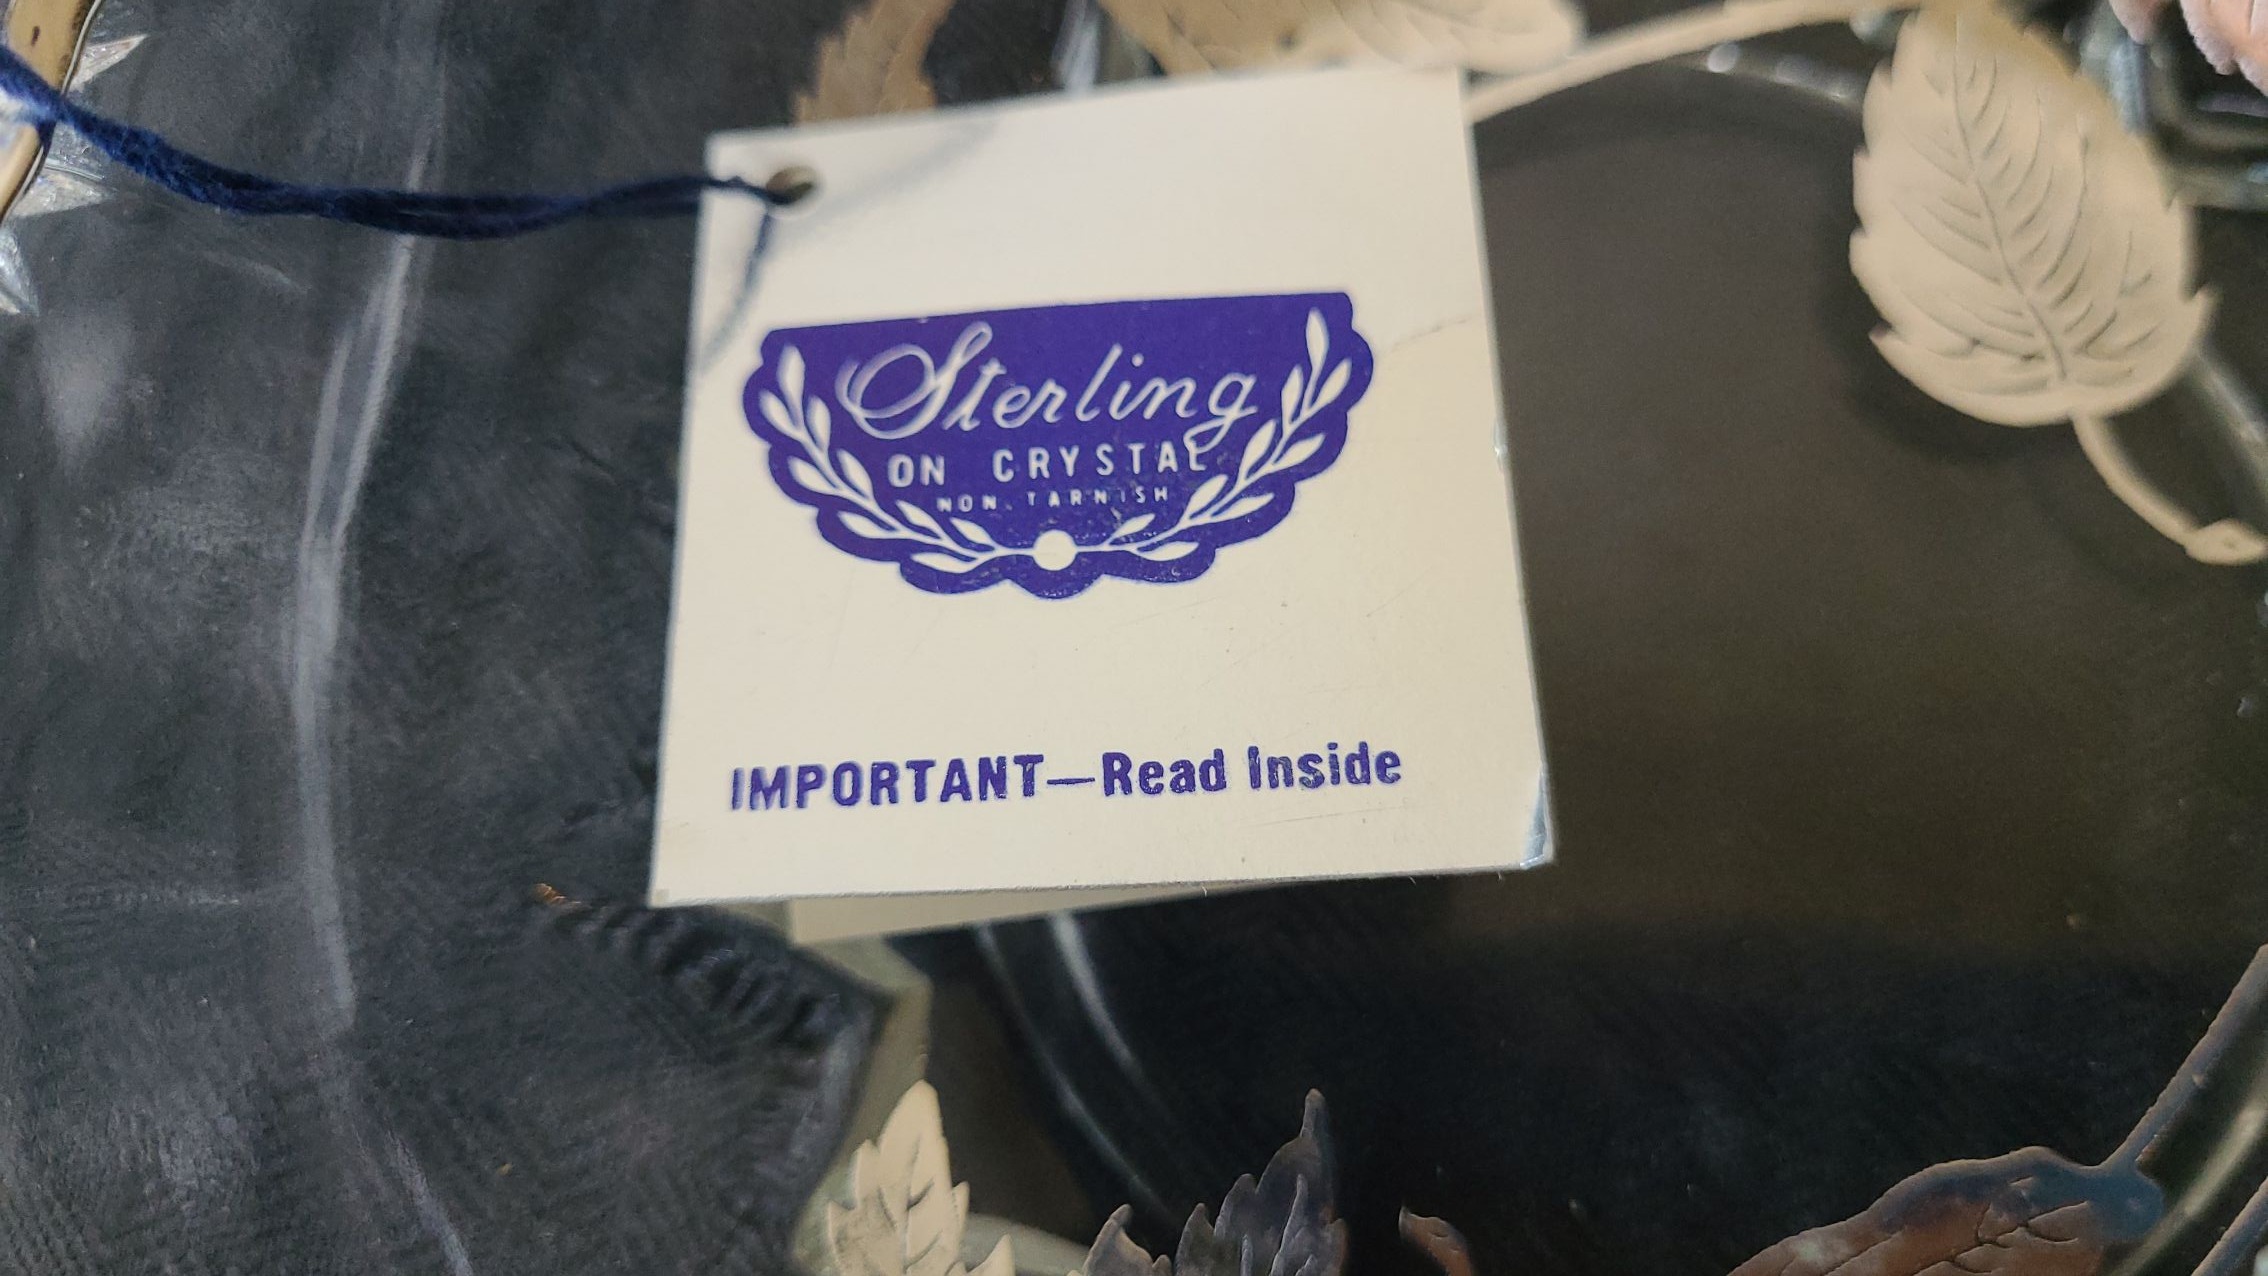 Sterling
ON CRYSTAL
NON. TARNISH
IMPORTANT—Read Inside